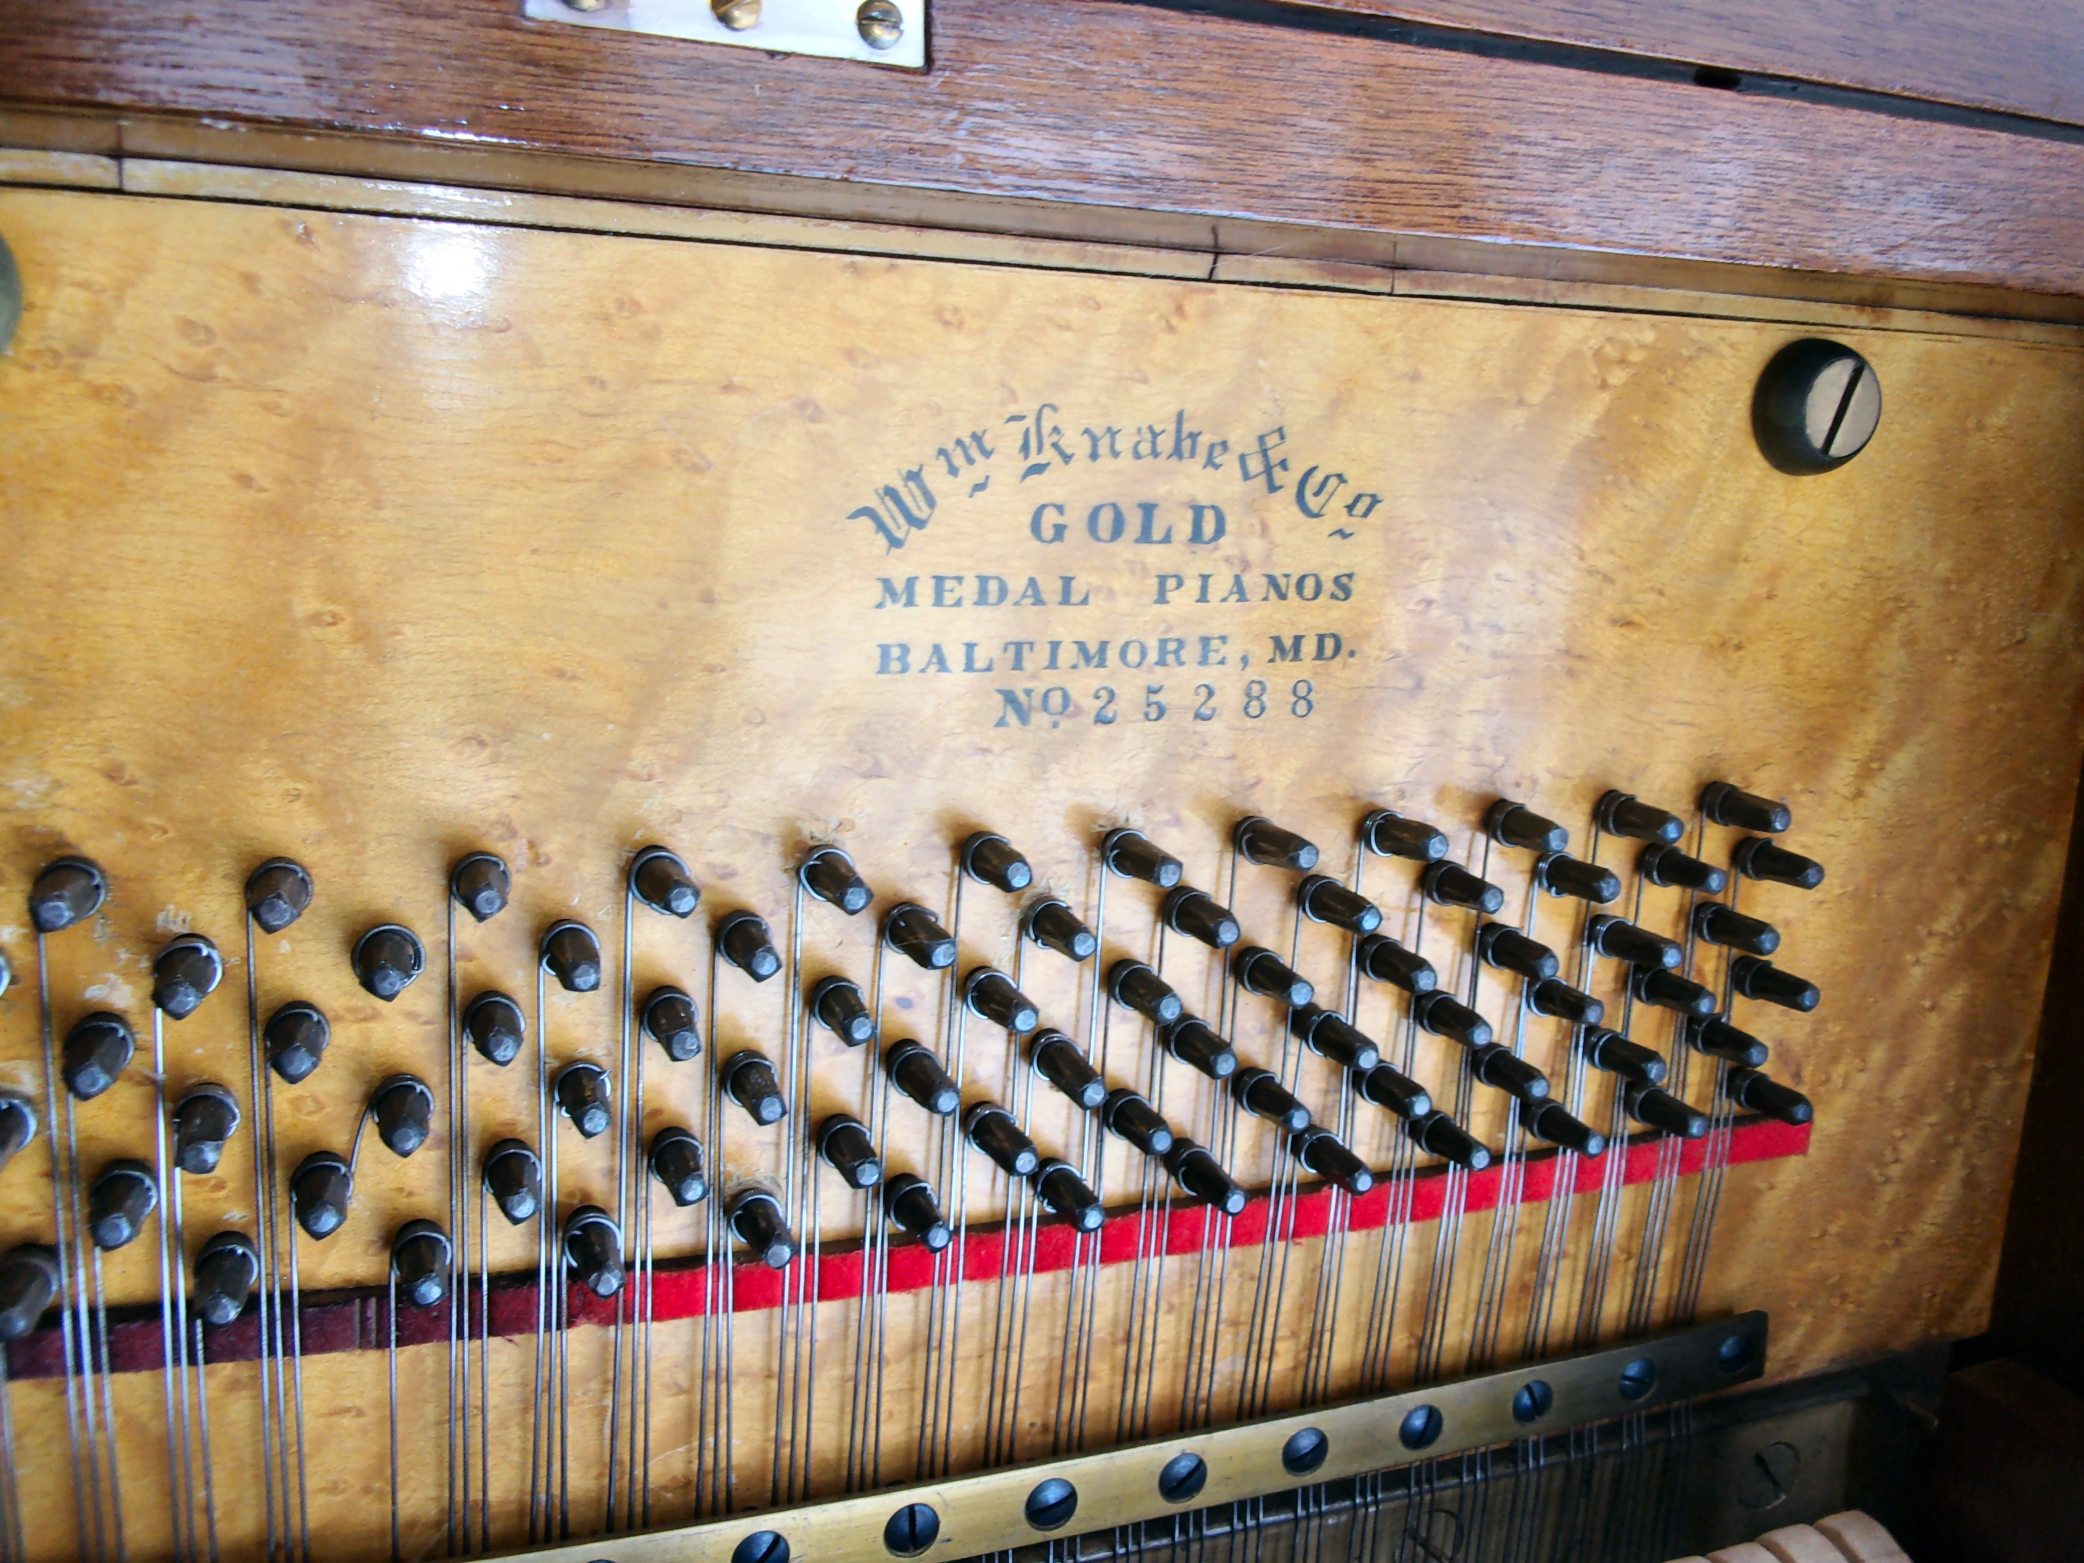 Wm Knabe & Co
GOLD
MEDAL PIANOS
BALTIMORE, MD.
No 25288